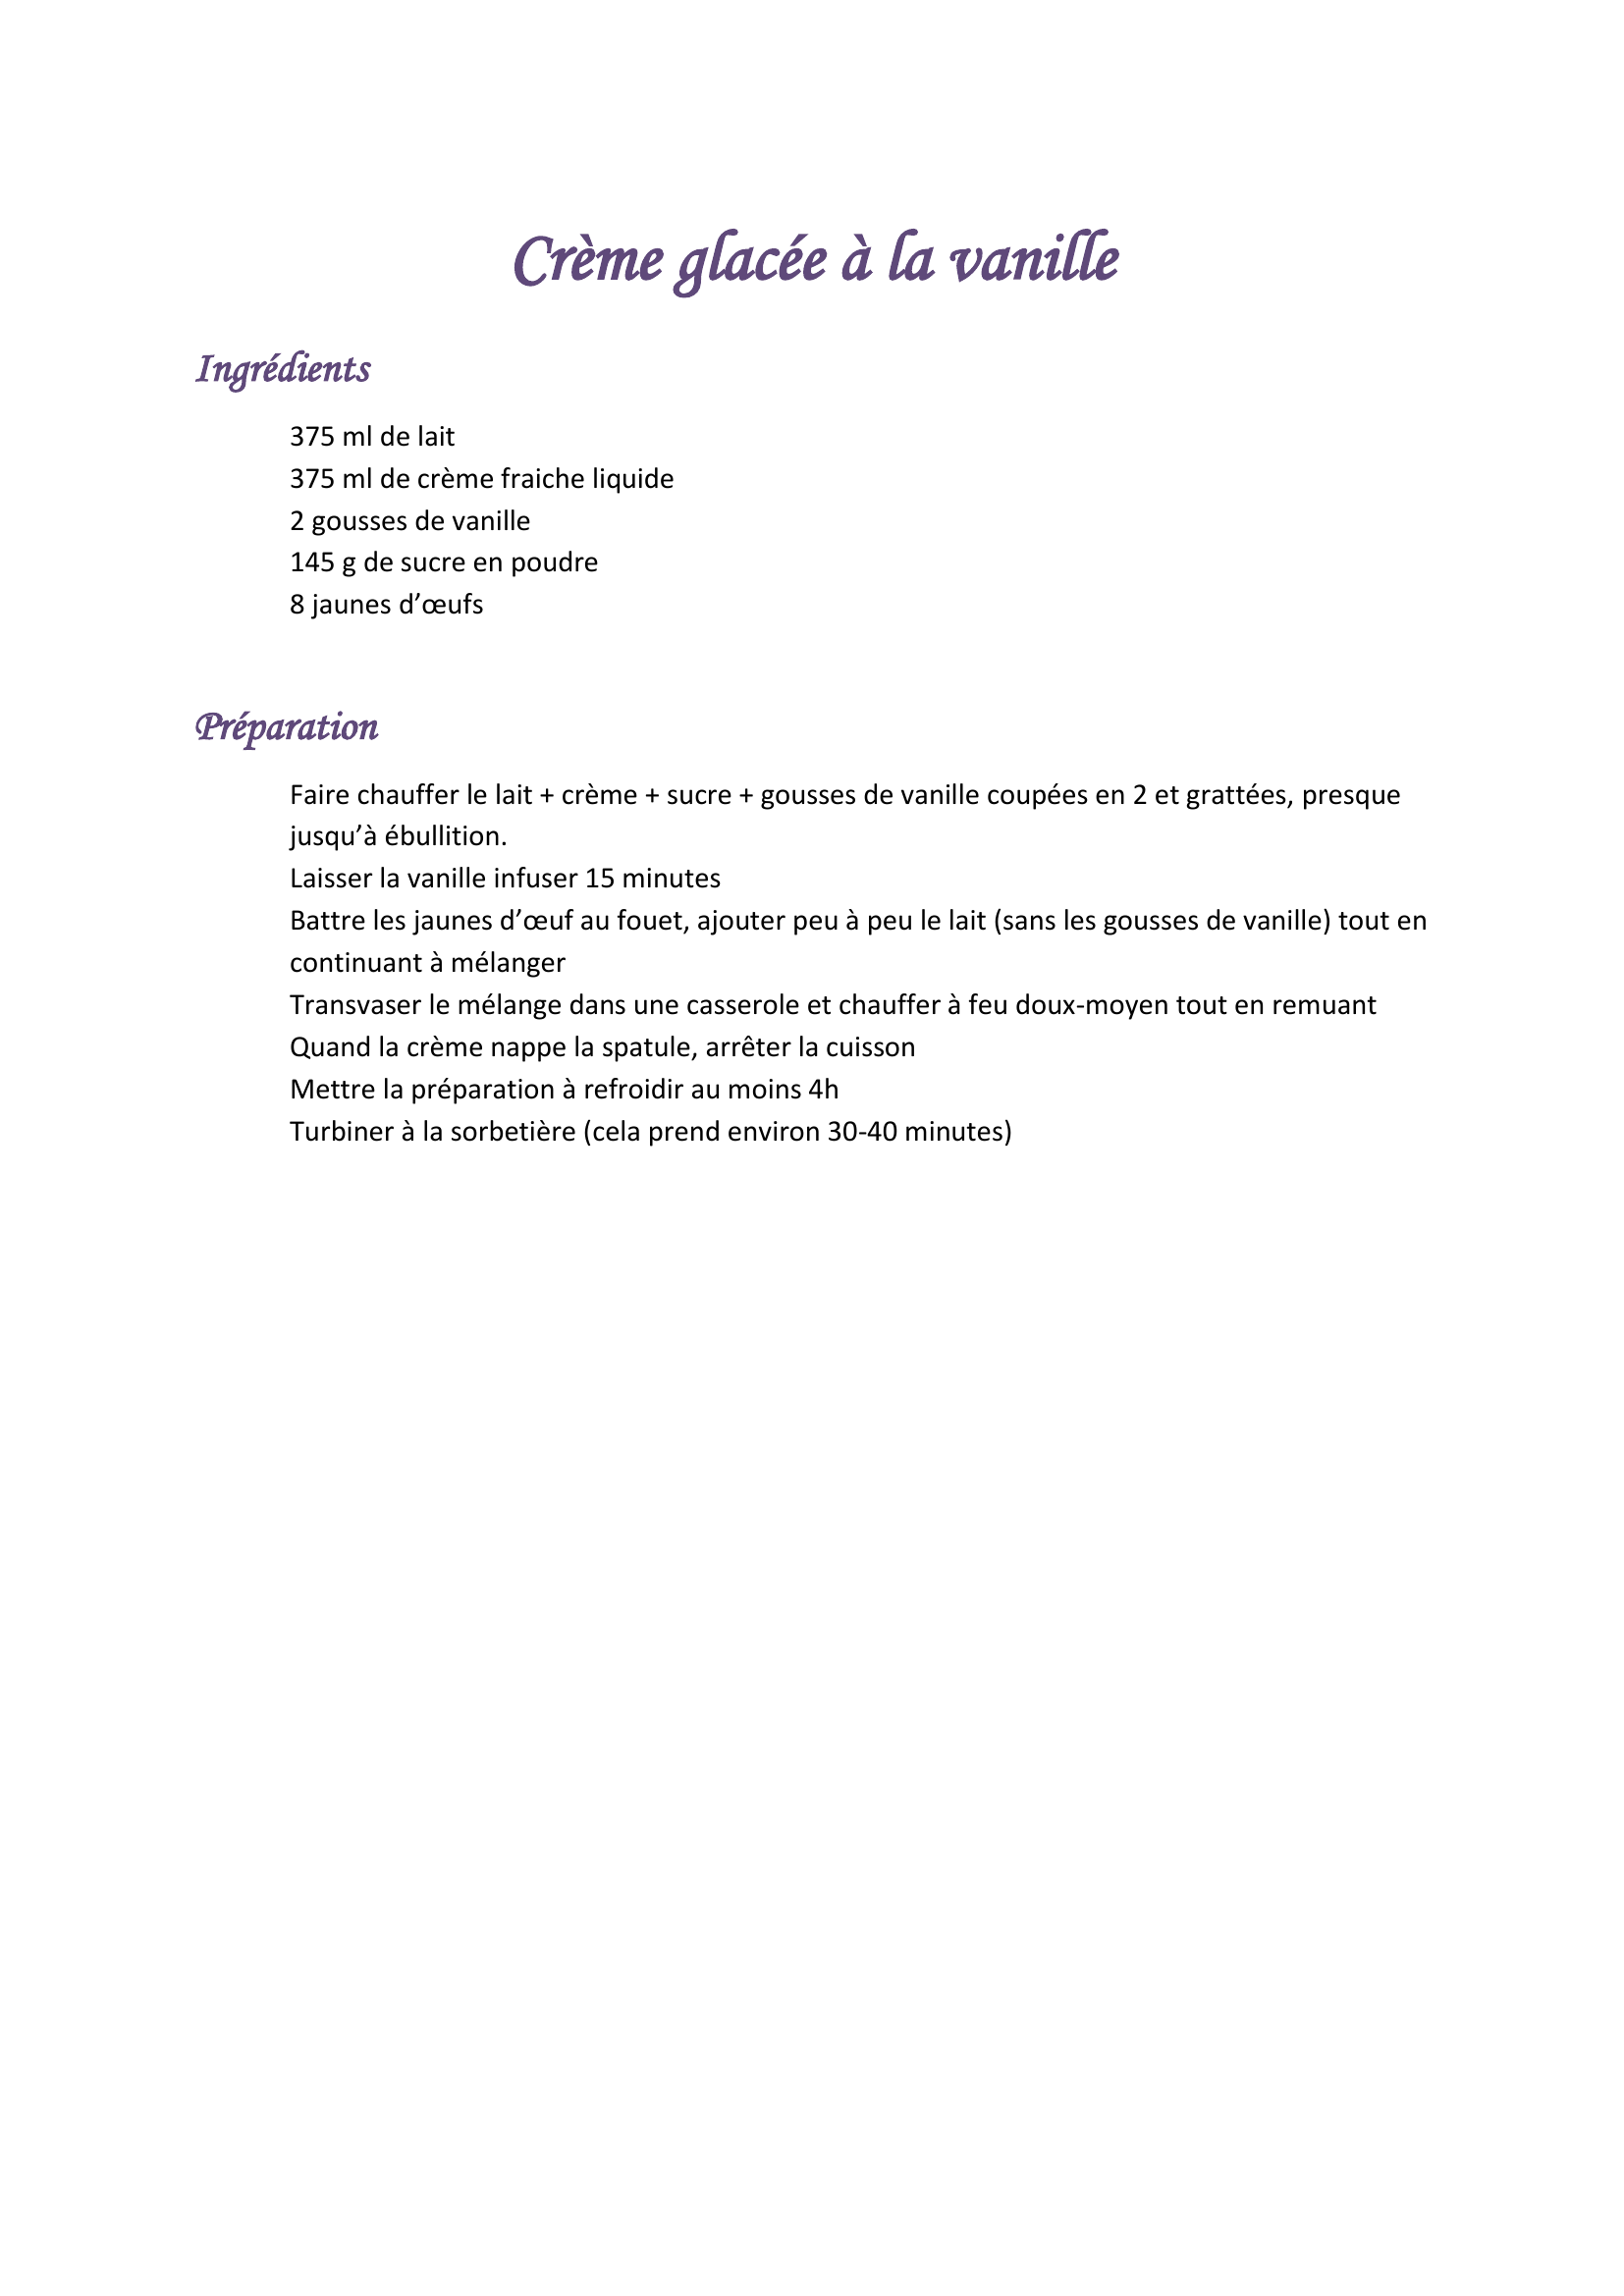 Crème glacée à la vanille
Ingrédients
375 ml de lait
375 ml de crème fraiche liquide
2 gousses de vanille
145 g de sucre en poudre
8 jaunes d’œufs
Préparation
Faire chauffer le lait + crème + sucre + gousses de vanille coupées en 2 et grattées, presque
jusqu’à ébullition.
Laisser la vanille infuser 15 minutes
Battre les jaunes d’œuf au fouet, ajouter peu à peu le lait (sans les gousses de vanille) tout en
continuant à mélanger
Transvaser le mélange dans une casserole et chauffer à feu doux-moyen tout en remuant
Quand la crème nappe la spatule, arrêter la cuisson
Mettre la préparation à refroidir au moins 4h
Turbiner à la sorbetière (cela prend environ 30-40 minutes)